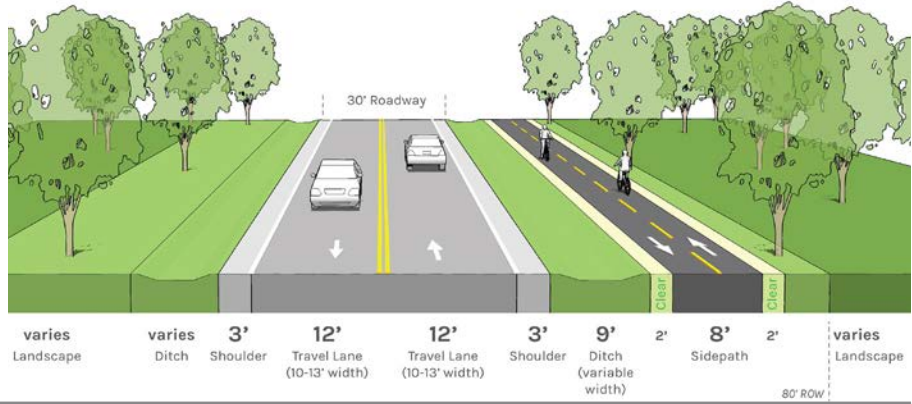 30' Roadway
Clear
Clear
varies
Landscape
varies
Ditch
3'
Shoulder
12'
Travel Lane
(10-13' width)
12'
Travel Lane
(10-13' width)
3'
Shoulder
9'
Ditch
(variable
width)
2'
8'
Sidepath
2'
varies
Landscape
80' ROW